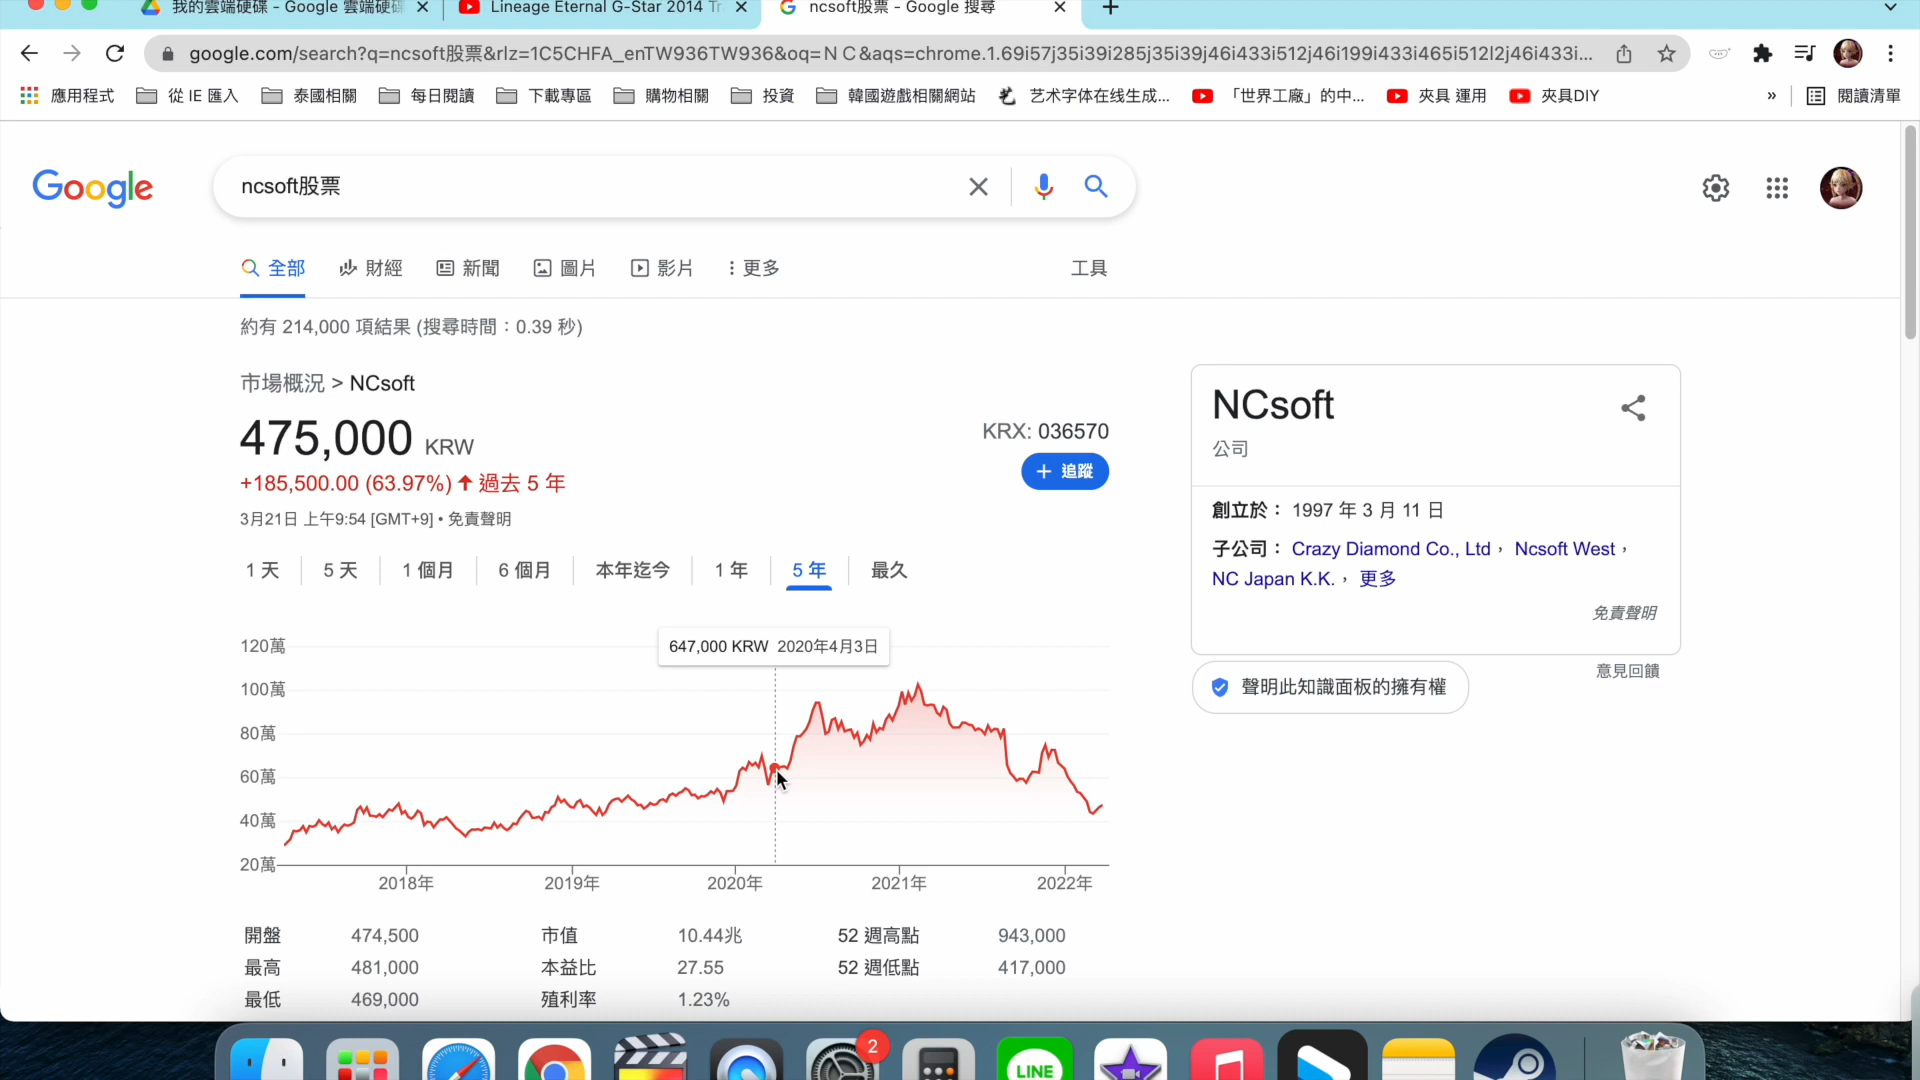 我的雲端硬碟 - Google 雲端硬碟
Lineage Eternal G-Star 2014 Tr
ncsoft股票 - Google 搜尋
google.com/search?q=ncsoft股票&rlz=1C5CHFA_enTW936TW936&oq=N C&aqs=chrome.1.69i57j35i39i285j35i39j46i433i512j46i199i433i465i512l2j46i433i...
應用程式 從 IE 匯入 泰國相關 每日閱讀 下載專區 購物相關 投資 韓國遊戲相關網站 艺术字体在线生成... 「世界工廠」的中... 夾具 運用 夾具DIY » 閱讀清單
Google
ncsoft股票
全部 財經 新聞 圖片 影片 更多 工具
約有 214,000 項結果 (搜尋時間：0.39 秒)
市場概況 > NCsoft
475,000 KRW
KRX: 036570
+ 追蹤
+185,500.00 (63.97%) 過去 5 年
3月21日 上午9:54 [GMT+9] • 免責聲明
1 天 5 天 1 個月 6 個月 本年迄今 1 年 5 年 最久
647,000 KRW 2020年4月3日
120萬
100萬
80萬
60萬
40萬
20萬
2018年 2019年 2020年 2021年 2022年
開盤 474,500 市值 10.44兆 52 週高點 943,000
最高 481,000 本益比 27.55 52 週低點 417,000
最低 469,000 殖利率 1.23%
NCsoft
公司
創立於： 1997 年 3 月 11 日
子公司： Crazy Diamond Co., Ltd， Ncsoft West，
NC Japan K.K.， 更多
免責聲明
聲明此知識面板的擁有權
意見回饋
2
LINE